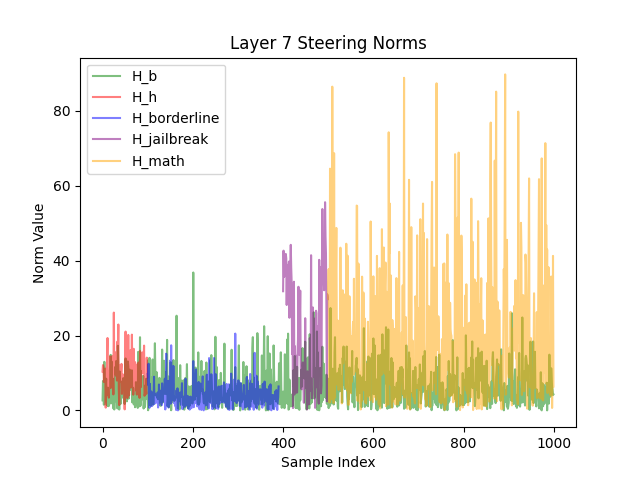 Layer 7 Steering Norms
H_b
H_h
H_borderline
H_jailbreak
H_math
Norm Value
80
60
40
20
0
0 200 400 600 800 1000
Sample Index